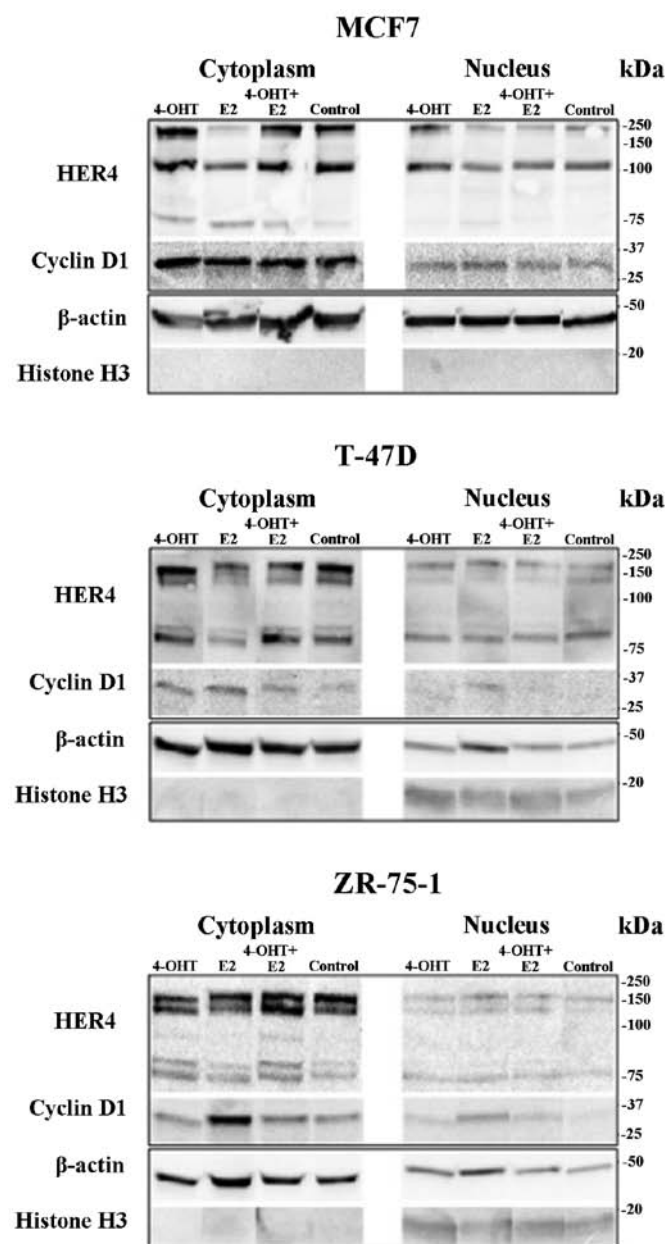 MCF7
Cytoplasm Nucleus kDa
4-OHT E2 4-OHT+ E2 Control 4-OHT E2 4-OHT+ E2 Control
HER4
-250
-150
-100
-75
Cyclin D1
-37
-25
β-actin
-50
Histone H3
-20
T-47D
Cytoplasm Nucleus kDa
4-OHT E2 4-OHT+ E2 Control 4-OHT E2 4-OHT+ E2 Control
HER4
-250
-150
-100
-75
Cyclin D1
-37
-25
β-actin
-50
Histone H3
-20
ZR-75-1
Cytoplasm Nucleus kDa
4-OHT E2 4-OHT+ E2 Control 4-OHT E2 4-OHT+ E2 Control
HER4
-250
-150
-100
-75
Cyclin D1
-37
-25
β-actin
-50
Histone H3
-20